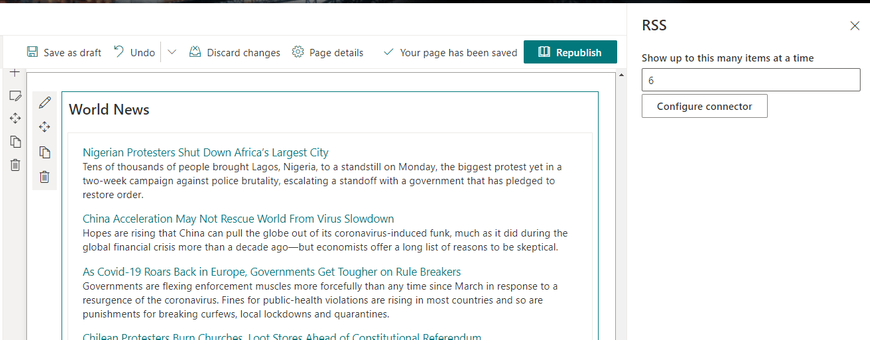 RSS
Save as draft Undo Discard changes Page details Your page has been saved Republish
Show up to this many items at a time
6
Configure connector
World News
Nigerian Protesters Shut Down Africa's Largest City
Tens of thousands of people brought Lagos, Nigeria, to a standstill on Monday, the biggest protest yet in a
two-week campaign against police brutality, escalating a standoff with a government that has pledged to
restore order.
China Acceleration May Not Rescue World From Virus Slowdown
Hopes are rising that China can pull the globe out of its coronavirus-induced funk, much as it did during the
global financial crisis more than a decade ago—but economists offer a long list of reasons to be skeptical.
As Covid-19 Roars Back in Europe, Governments Get Tougher on Rule Breakers
Governments are flexing enforcement muscles more forcefully than any time since March in response to a
resurgence of the coronavirus. Fines for public-health violations are rising in most countries and so are
punishments for breaking curfews, local lockdowns and quarantines.
Chilean Protesters Burn Churches, Loot Stores Ahead of Constitutional Referendum